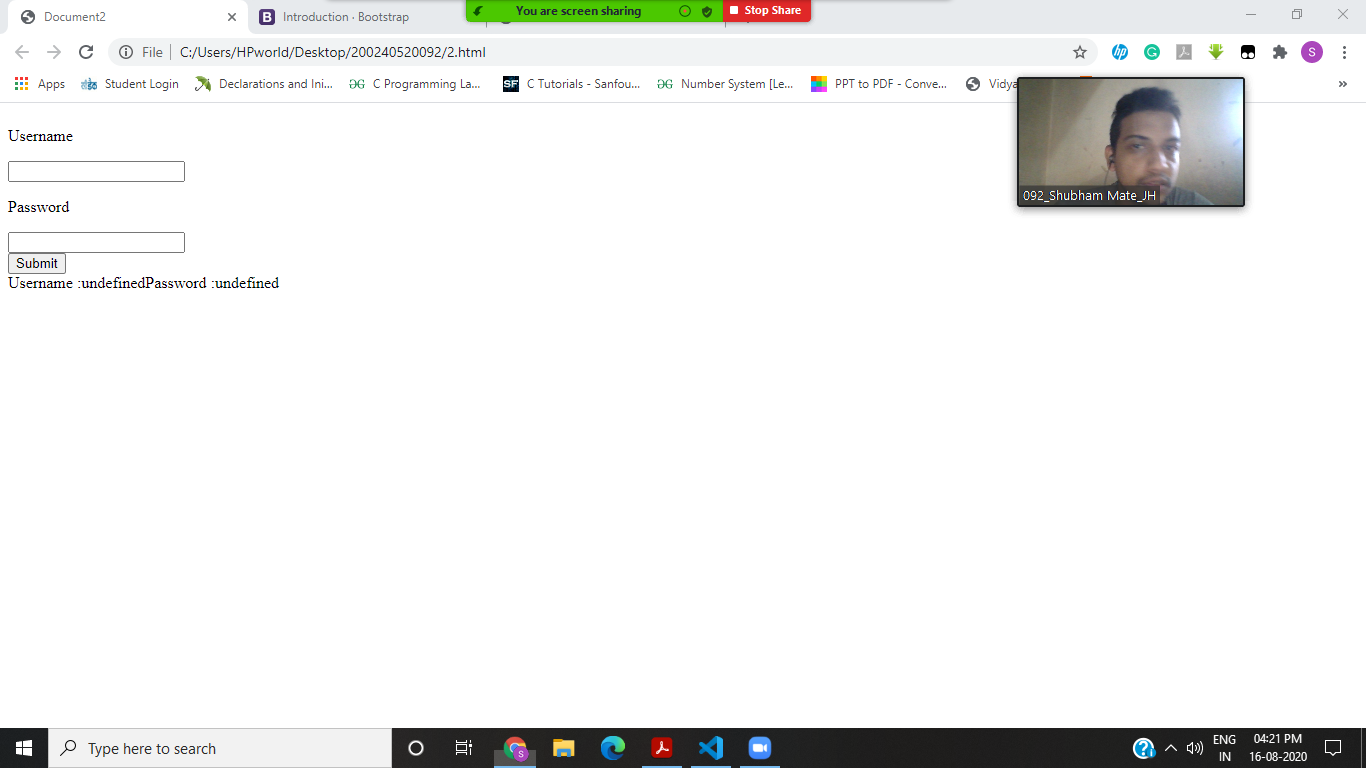 Document2
Introduction · Bootstrap
You are screen sharing
Stop Share
File
C:/Users/HPworld/Desktop/200240520092/2.html
S
Apps
Student Login
Declarations and Ini...
C Programming La...
SF
C Tutorials - Sanfou...
Number System [Le...
PPT to PDF - Conve...
Vidya
»
Username
092_Shubham Mate_JH
Password
Submit
Username :undefinedPassword :undefined
Type here to search
ENG
IN
04:21 PM
16-08-2020